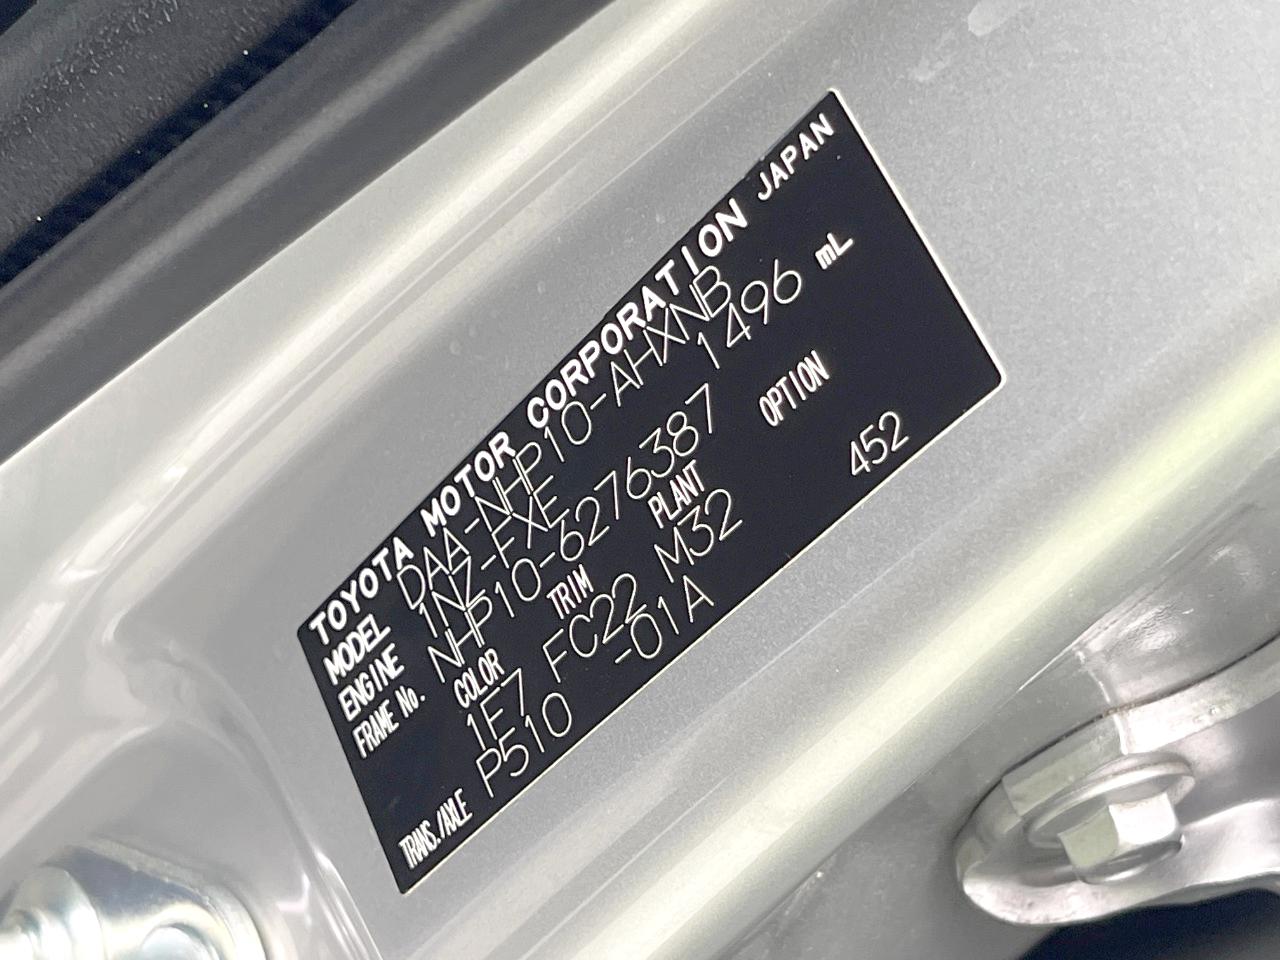 TOYOTA MOTOR CORPORATION JAPAN
MODEL DAA-NHP10-AHXNB
ENGINE 1NZ-FXE 1496 mL
FRAME No. NHP10-6276387
COLOR TRIM PLANT OPTION
1F7 FC22 M32 452
TRANS./AXLE P510 -01A